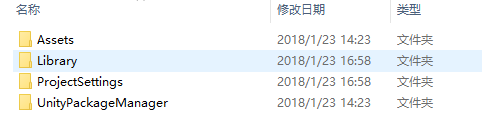 名称 修改日期 类型
Assets 2018/1/23 14:23 文件夹
Library 2018/1/23 16:58 文件夹
ProjectSettings 2018/1/23 16:58 文件夹
UnityPackageManager 2018/1/23 14:23 文件夹